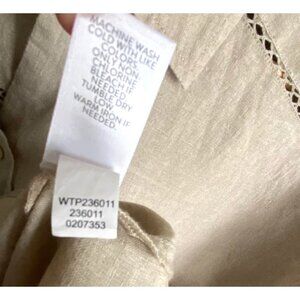 MACHINE WASH
COLD WITH LIKE
COLORS
ONLY NON
CHLORINE
BLEACH IF
NEEDED
TUMBLE DRY
LOW
WARM IRON IF
NEEDED.
WTP236011
236011
0207353